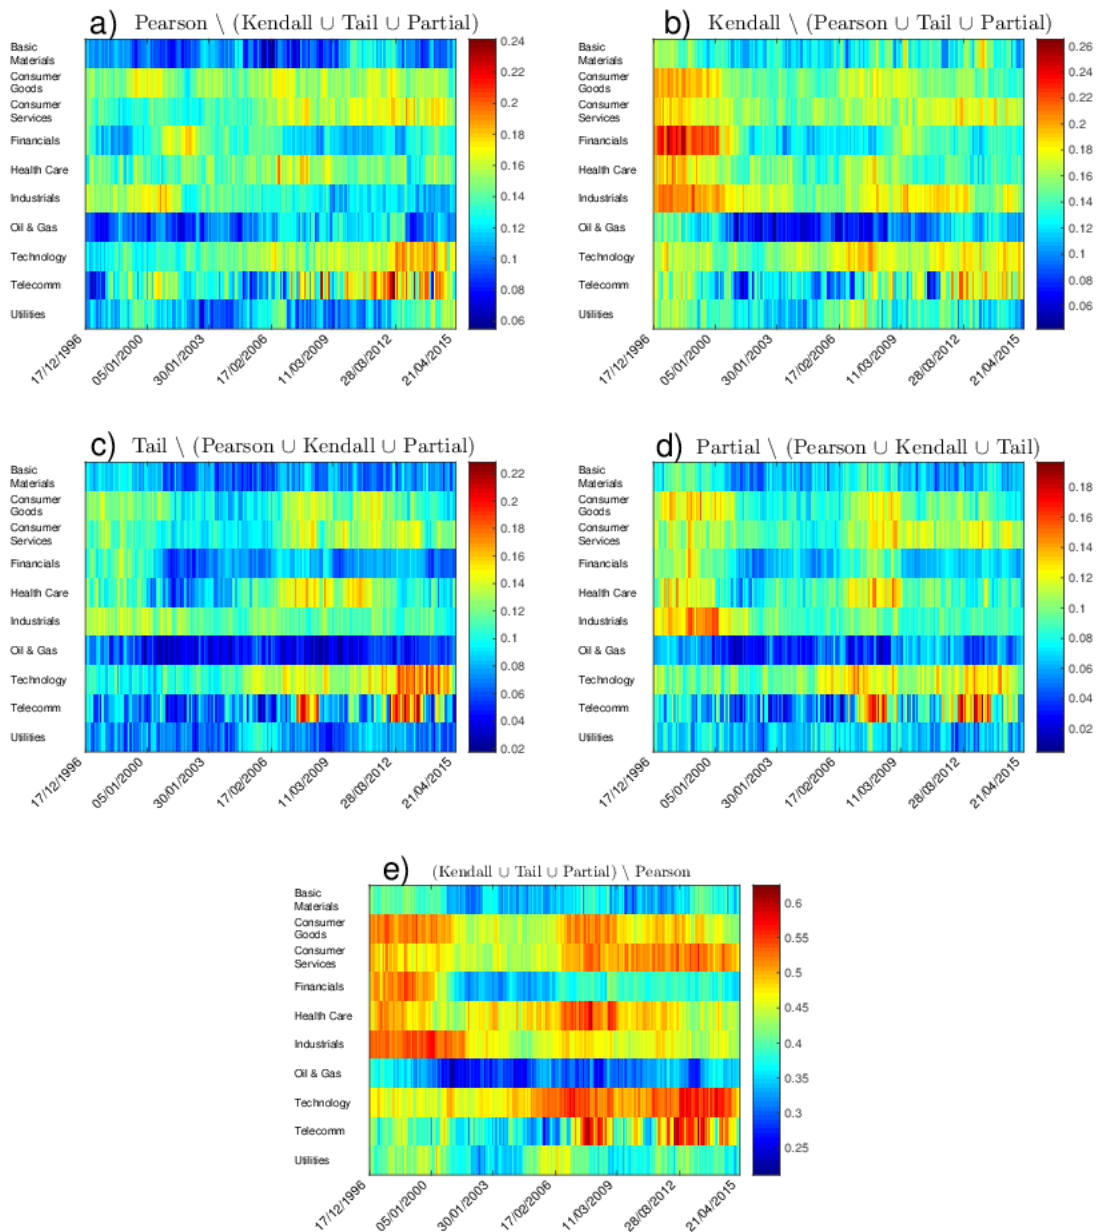 a) Pearson \ (Kendall ∪ Tail ∪ Partial)
Basic
Materials
Consumer
Goods
Consumer
Services
Financials
Health Care
Industrials
Oil & Gas
Technology
Telecomm
Utilities
0.24
0.22
0.2
0.18
0.16
0.14
0.12
0.1
0.08
0.06
17/12/1996
05/01/2000
30/01/2003
17/02/2006
11/03/2009
28/03/2012
21/04/2015
b) Kendall \ (Pearson ∪ Tail ∪ Partial)
Basic
Materials
Consumer
Goods
Consumer
Services
Financials
Health Care
Industrials
Oil & Gas
Technology
Telecomm
Utilities
0.26
0.24
0.22
0.2
0.18
0.16
0.14
0.12
0.1
0.08
0.06
17/12/1996
05/01/2000
30/01/2003
17/02/2006
11/03/2009
28/03/2012
21/04/2015
c) Tail \ (Pearson ∪ Kendall ∪ Partial)
Basic
Materials
Consumer
Goods
Consumer
Services
Financials
Health Care
Industrials
Oil & Gas
Technology
Telecomm
Utilities
0.22
0.2
0.18
0.16
0.14
0.12
0.1
0.08
0.06
0.04
0.02
17/12/1996
05/01/2000
30/01/2003
17/02/2006
11/03/2009
28/03/2012
21/04/2015
d) Partial \ (Pearson ∪ Kendall ∪ Tail)
Basic
Materials
Consumer
Goods
Consumer
Services
Financials
Health Care
Industrials
Oil & Gas
Technology
Telecomm
Utilities
0.18
0.16
0.14
0.12
0.1
0.08
0.06
0.04
0.02
17/12/1996
05/01/2000
30/01/2003
17/02/2006
11/03/2009
28/03/2012
21/04/2015
e) (Kendall ∪ Tail ∪ Partial) \ Pearson
Basic
Materials
Consumer
Goods
Consumer
Services
Financials
Health Care
Industrials
Oil & Gas
Technology
Telecomm
Utilities
0.6
0.55
0.5
0.45
0.4
0.35
0.3
0.25
17/12/1996
05/01/2000
30/01/2003
17/02/2006
11/03/2009
28/03/2012
21/04/2015